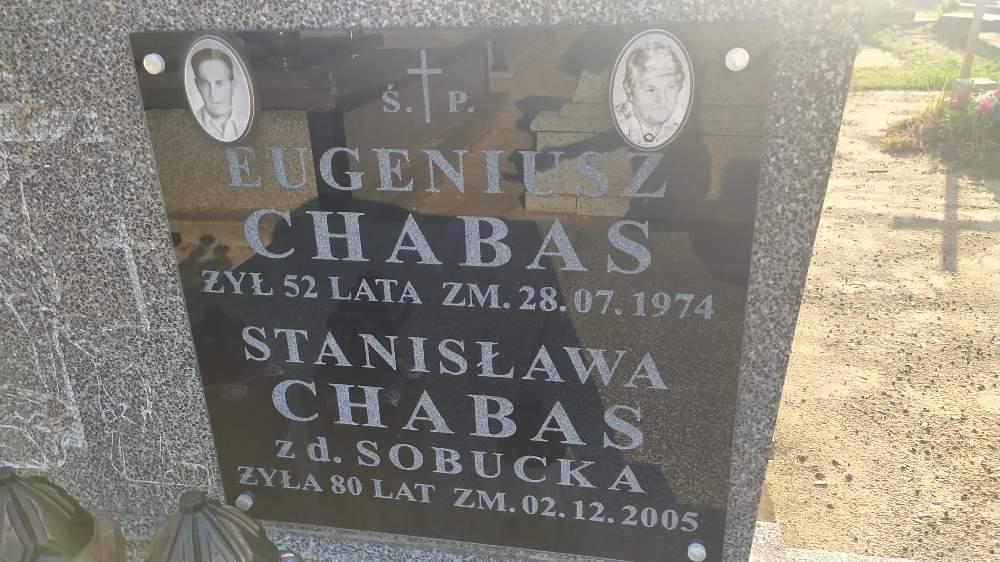 Ś. P.
EUGENIUSZ
CHABAS
ŻYŁ 52 LATA ZM. 28.07.1974
STANISŁAWA
CHABAS
z d. SOBUCKA
ŻYŁA 80 LAT ZM. 02.12.2005